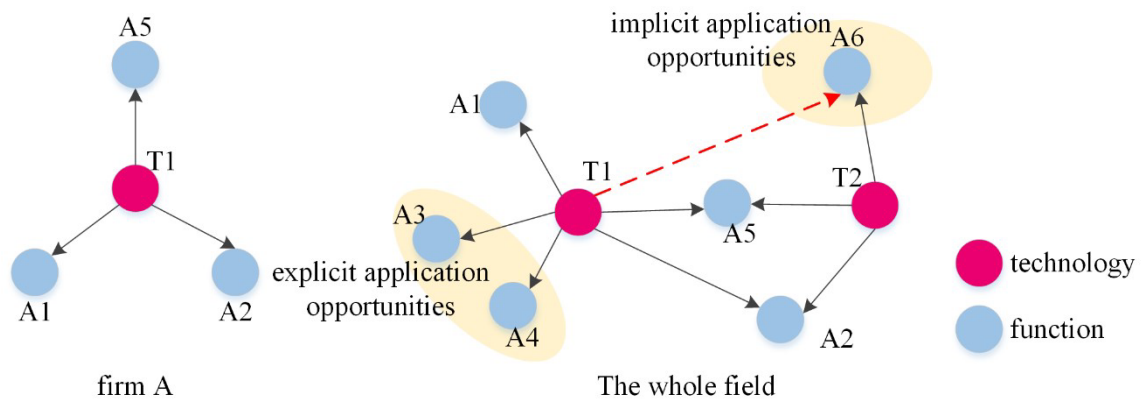 A5
T1
A1
A2
firm A
implicit application
opportunities
A6
A1
T1
T2
A3
A5
explicit application
opportunities
A4
A2
The whole field
technology
function